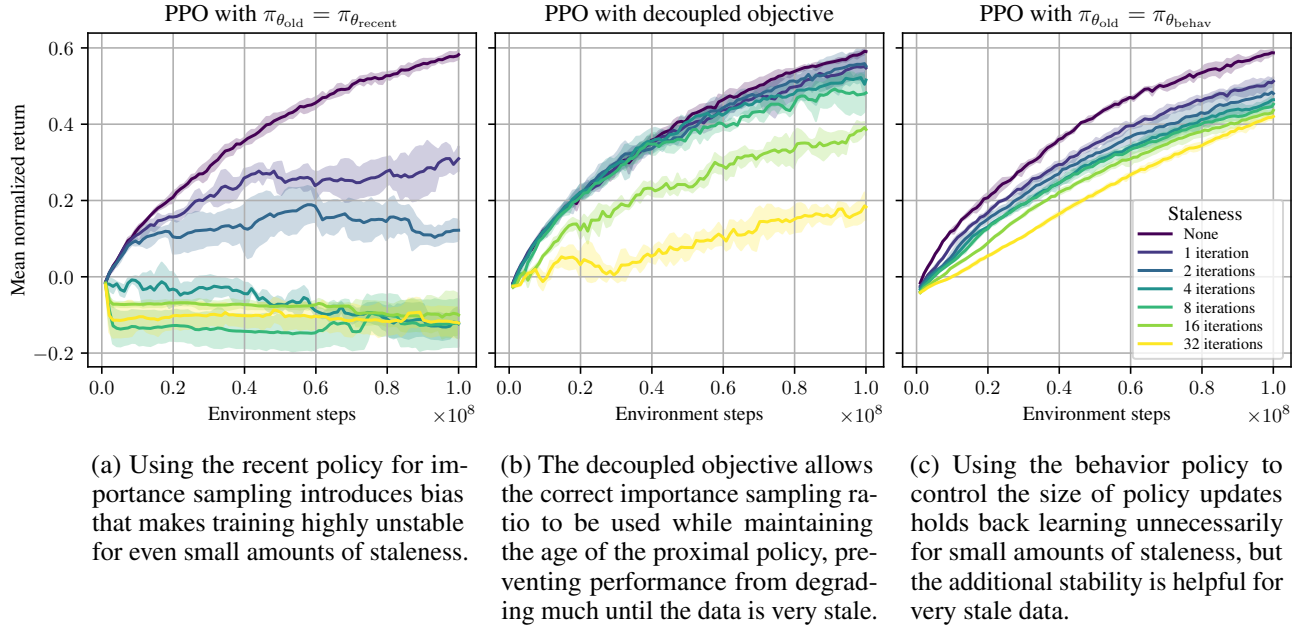 PPO with π_θold = π_θrecent
PPO with decoupled objective
PPO with π_θold = π_θbehav
Mean normalized return
0.6
0.4
0.2
0.0
−0.2
0.0 0.2 0.4 0.6 0.8 1.0
Environment steps ×10⁸
0.0 0.2 0.4 0.6 0.8 1.0
Environment steps ×10⁸
0.0 0.2 0.4 0.6 0.8 1.0
Environment steps ×10⁸
Staleness
None
1 iteration
2 iterations
4 iterations
8 iterations
16 iterations
32 iterations
(a) Using the recent policy for im-
portance sampling introduces bias
that makes training highly unstable
for even small amounts of staleness.
(b) The decoupled objective allows
the correct importance sampling ra-
tio to be used while maintaining
the age of the proximal policy, pre-
venting performance from degrad-
ing much until the data is very stale.
(c) Using the behavior policy to
control the size of policy updates
holds back learning unnecessarily
for small amounts of staleness, but
the additional stability is helpful for
very stale data.